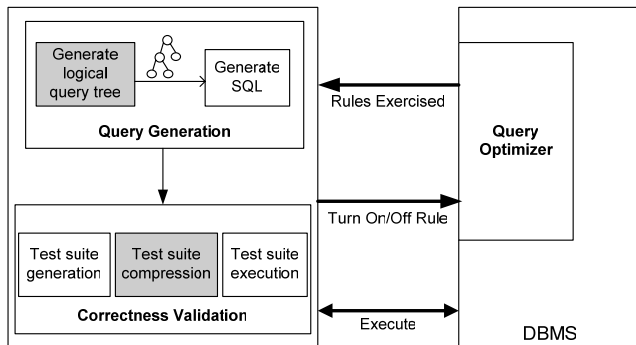 Generate
logical
query tree
Generate
SQL
Query Generation
Test suite
generation
Test suite
compression
Test suite
execution
Correctness Validation
Rules Exercised
Turn On/Off Rule
Execute
Query
Optimizer
DBMS